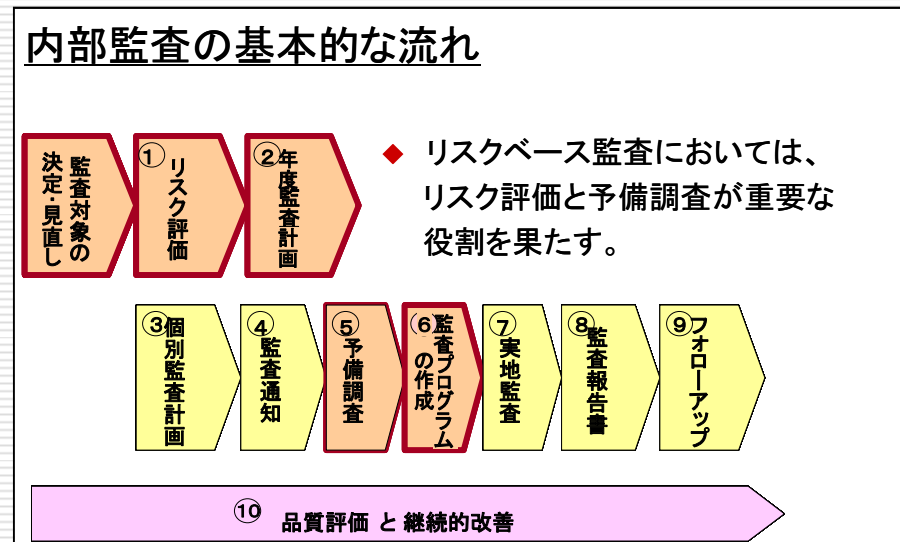 内部監査の基本的な流れ
監査対象の
決定・見直し
①
リスク評価
②
年度監査計画
◆ リスクベース監査においては、
リスク評価と予備調査が重要な
役割を果たす。
③
個別監査計画
④
監査通知
⑤
予備調査
⑥
監査プログラム
の作成
⑦
実地監査
⑧
監査報告書
⑨
フォローアップ
⑩
品質評価 と 継続的改善